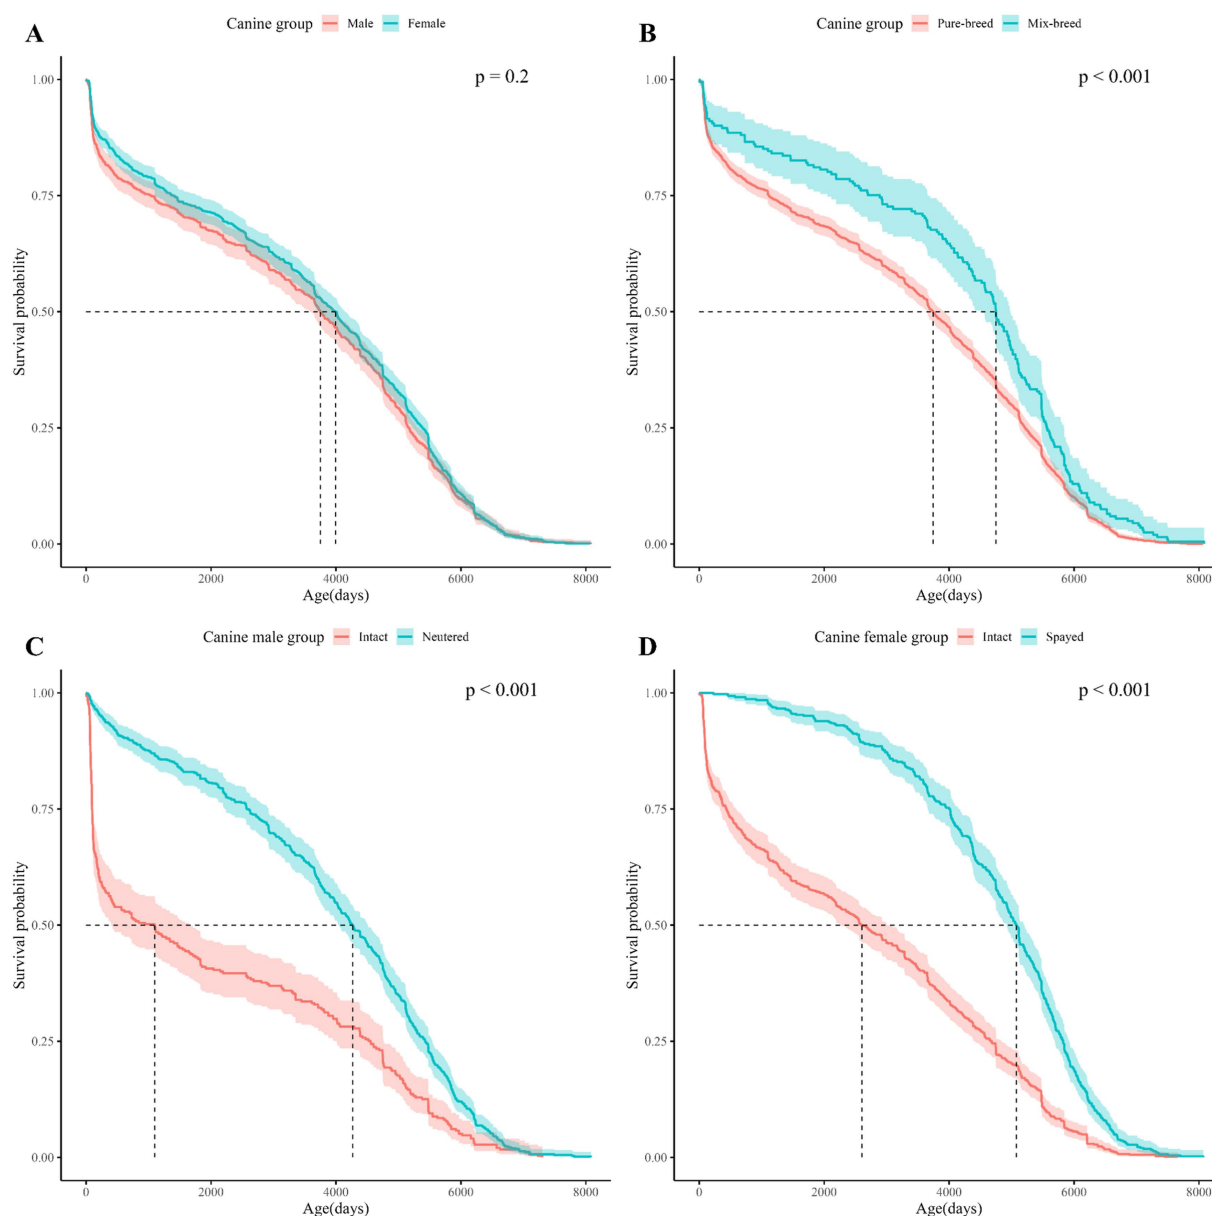 A
Canine group Male Female
p = 0.2
Survival probability
1.00
0.75
0.50
0.25
0.00
0 2000 4000 6000 8000
Age(days)
B
Canine group Pure-breed Mix-breed
p < 0.001
Survival probability
1.00
0.75
0.50
0.25
0.00
0 2000 4000 6000 8000
Age(days)
C
Canine male group Intact Neutered
p < 0.001
Survival probability
1.00
0.75
0.50
0.25
0.00
0 2000 4000 6000 8000
Age(days)
D
Canine female group Intact Spayed
p < 0.001
Survival probability
1.00
0.75
0.50
0.25
0.00
0 2000 4000 6000 8000
Age(days)